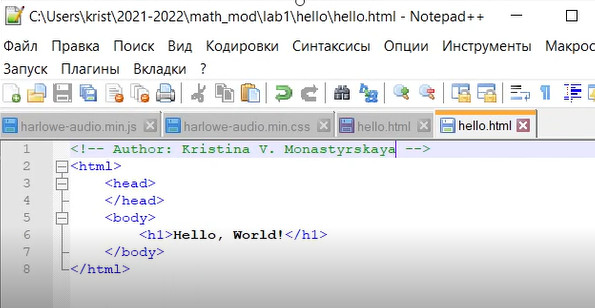 C:\Users\krist\2021-2022\math_mod\lab1\hello\hello.html - Notepad++
Файл Правка Поиск Вид Кодировки Синтаксисы Опции Инструменты Макрос
Запуск Плагины Вкладки ?
harlowe-audio.min.js harlowe-audio.min.css hello.html hello.html
1 <!-- Author: Kristina V. Monastyrskaya -->
2 <html>
3 <head>
4 </head>
5 <body>
6 <h1>Hello, World!</h1>
7 </body>
8 </html>